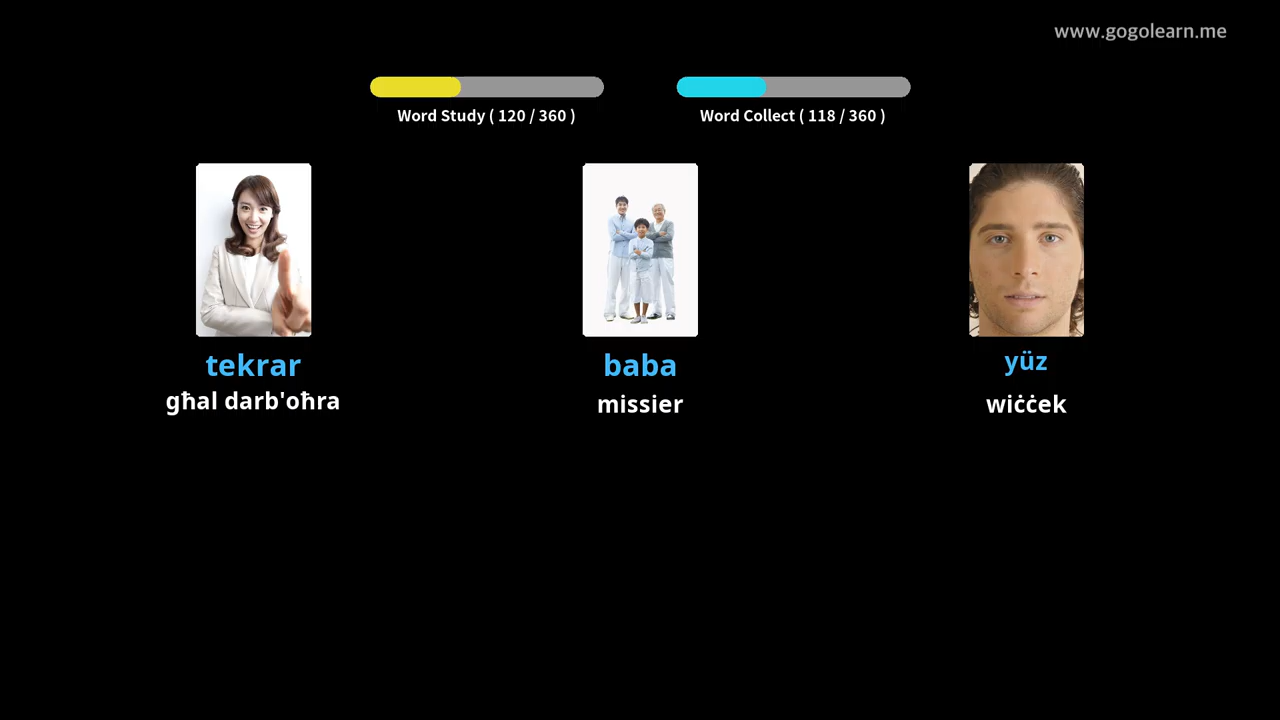 www.gogolearn.me
Word Study ( 120 / 360 )
Word Collect ( 118 / 360 )
tekrar
għal darb'oħra
baba
missier
yüz
wiċċek